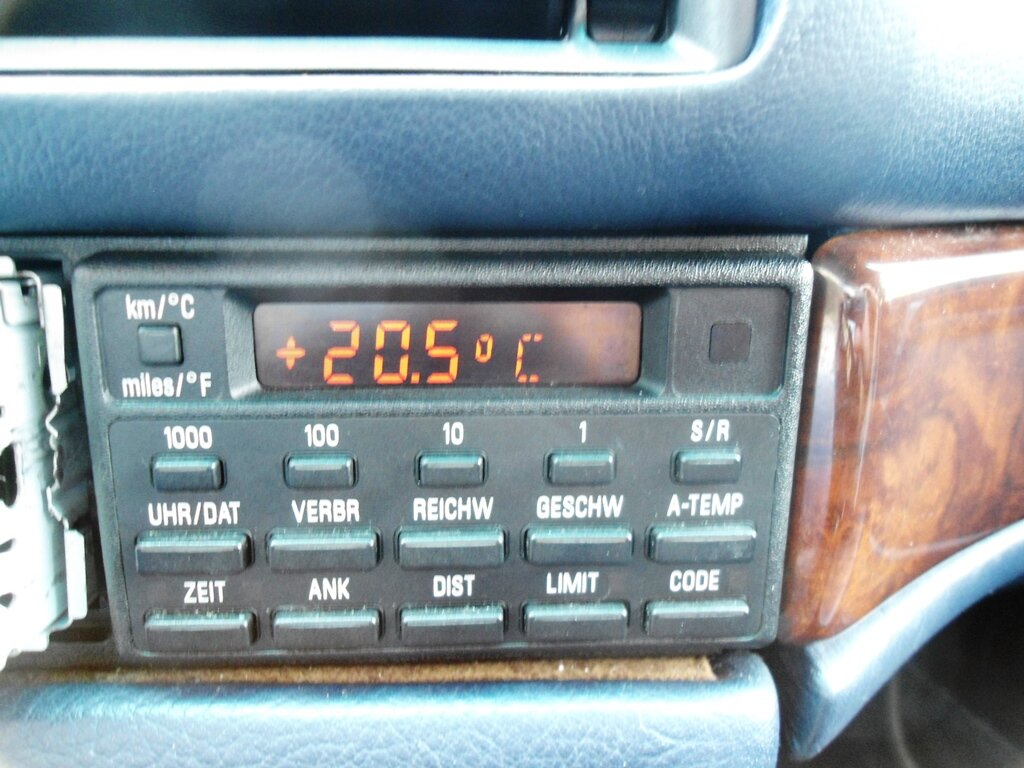 km/°C
+20.5°C
miles/°F
1000 100 10 1 S/R
UHR/DAT VERBR REICHW GESCHW A-TEMP
ZEIT ANK DIST LIMIT CODE